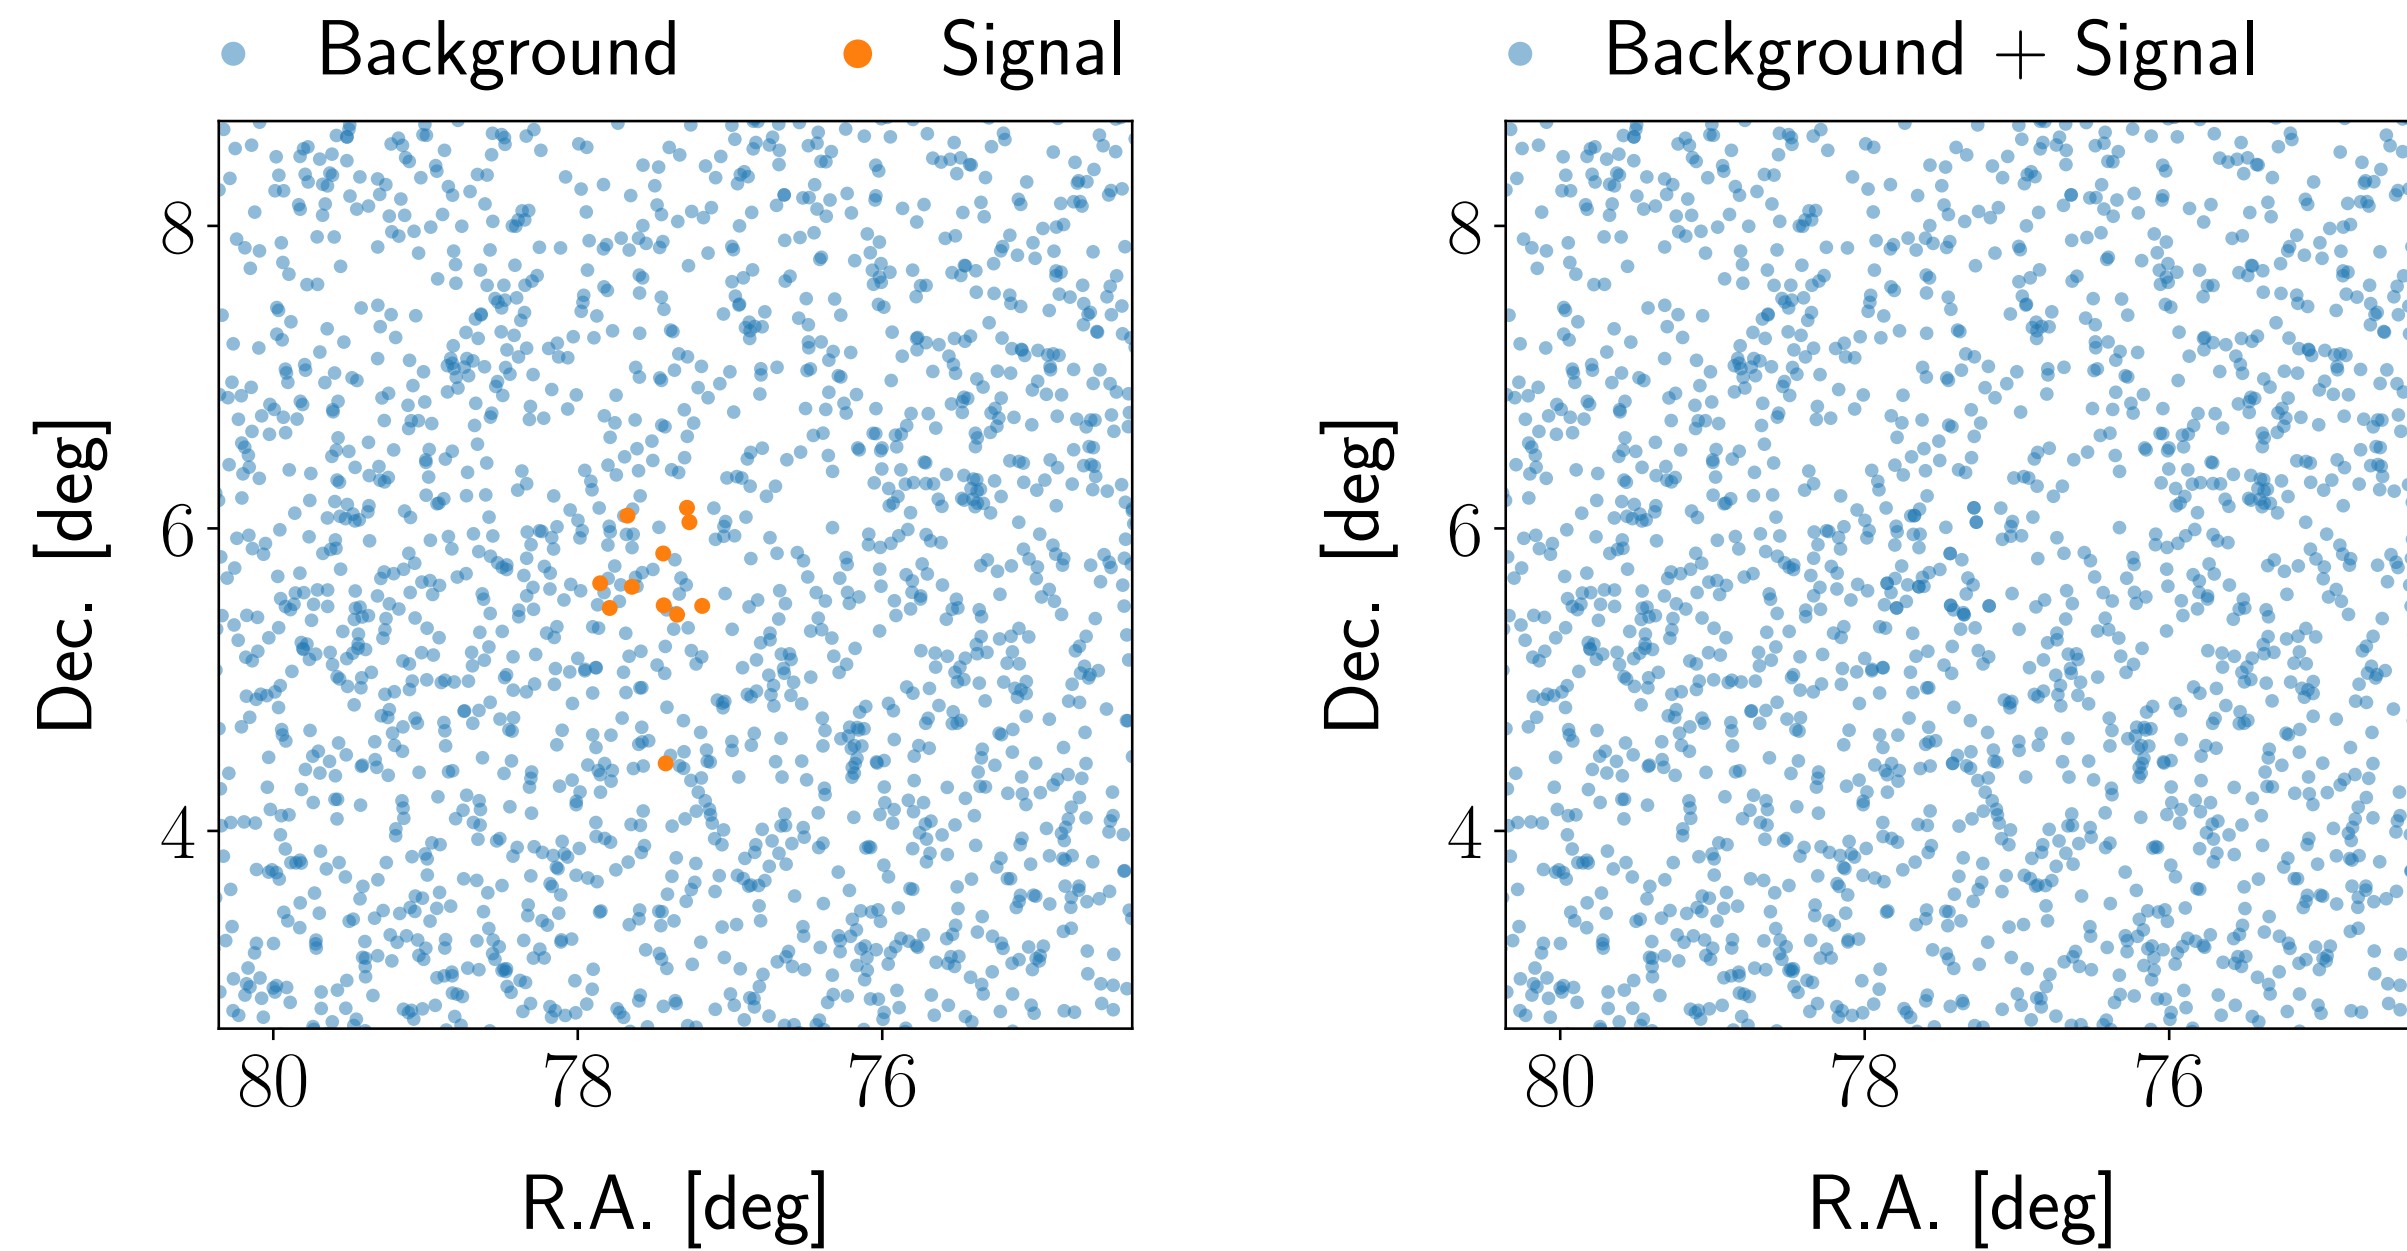 Background Signal
8
6
4
Dec. [deg]
80 78 76
R.A. [deg]
Background + Signal
8
6
4
Dec. [deg]
80 78 76
R.A. [deg]